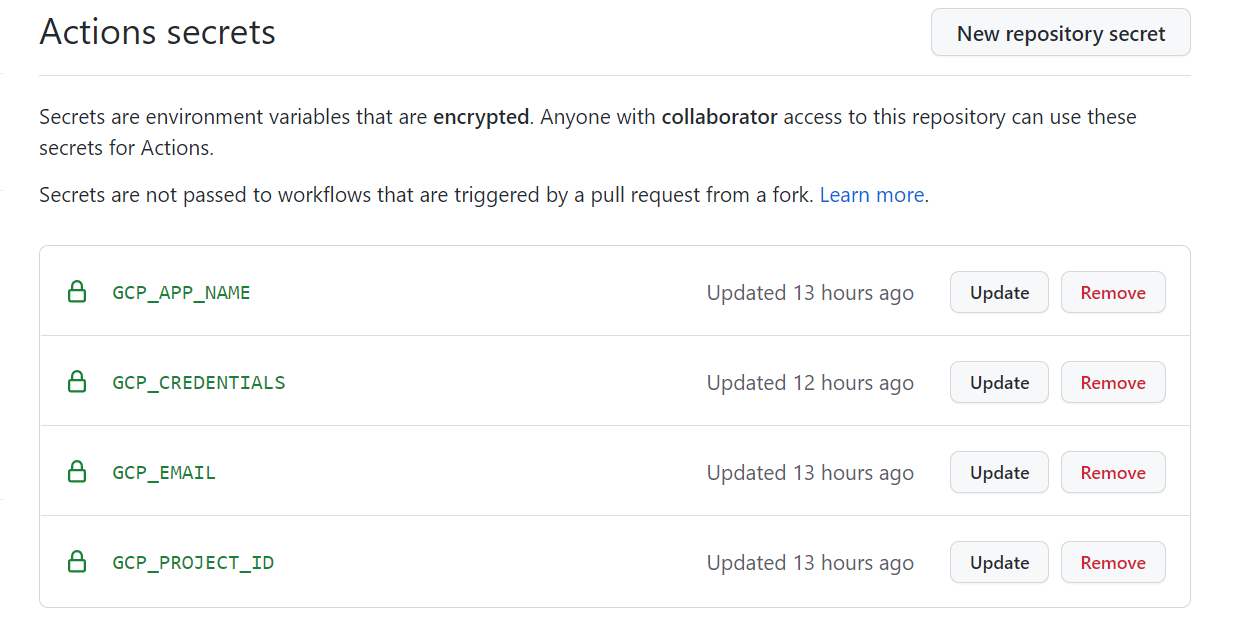 Actions secrets
New repository secret
Secrets are environment variables that are encrypted. Anyone with collaborator access to this repository can use these
secrets for Actions.
Secrets are not passed to workflows that are triggered by a pull request from a fork. Learn more.
GCP_APP_NAME Updated 13 hours ago Update Remove
GCP_CREDENTIALS Updated 12 hours ago Update Remove
GCP_EMAIL Updated 13 hours ago Update Remove
GCP_PROJECT_ID Updated 13 hours ago Update Remove